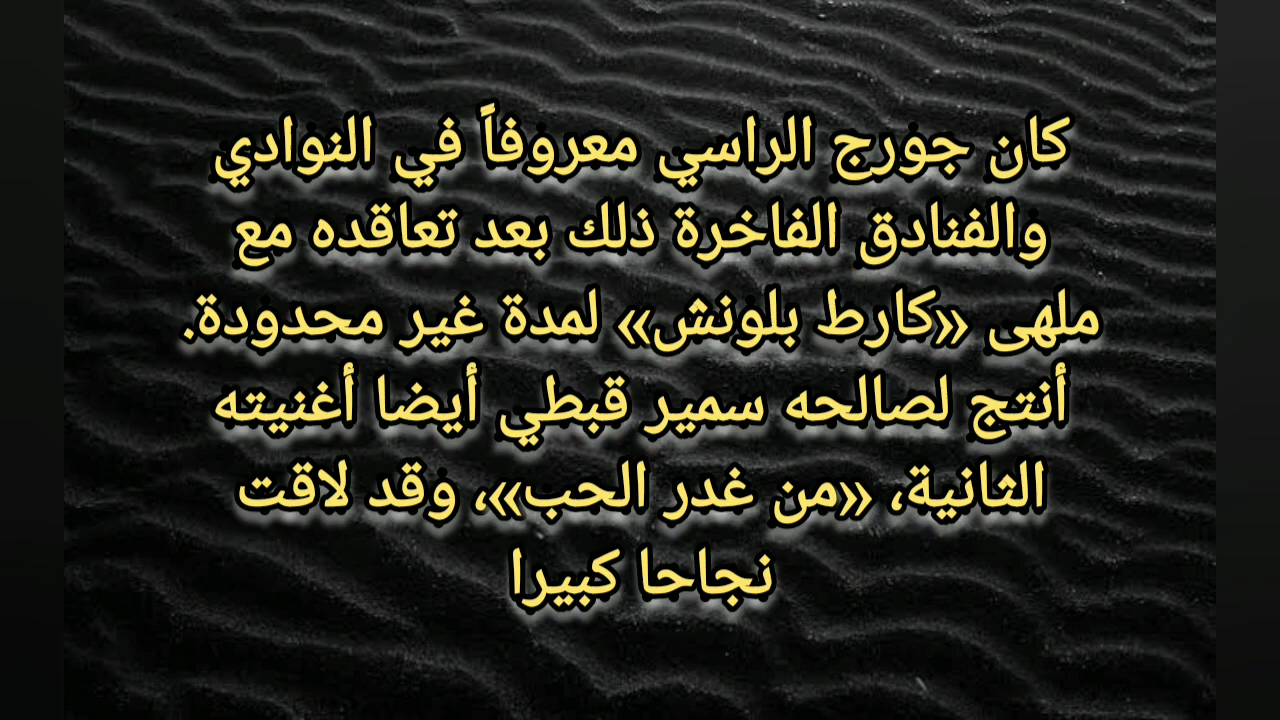 كان جورج الراسي معروفاً في النوادي
والفنادق الفاخرة ذلك بعد تعاقده مع
ملهى «كارط بلونش» لمدة غير محدودة.
أنتج لصالحه سمير قبطي أيضا أغنيته
الثانية، «من غدر الحب»، وقد لاقت
نجاحا كبيرا